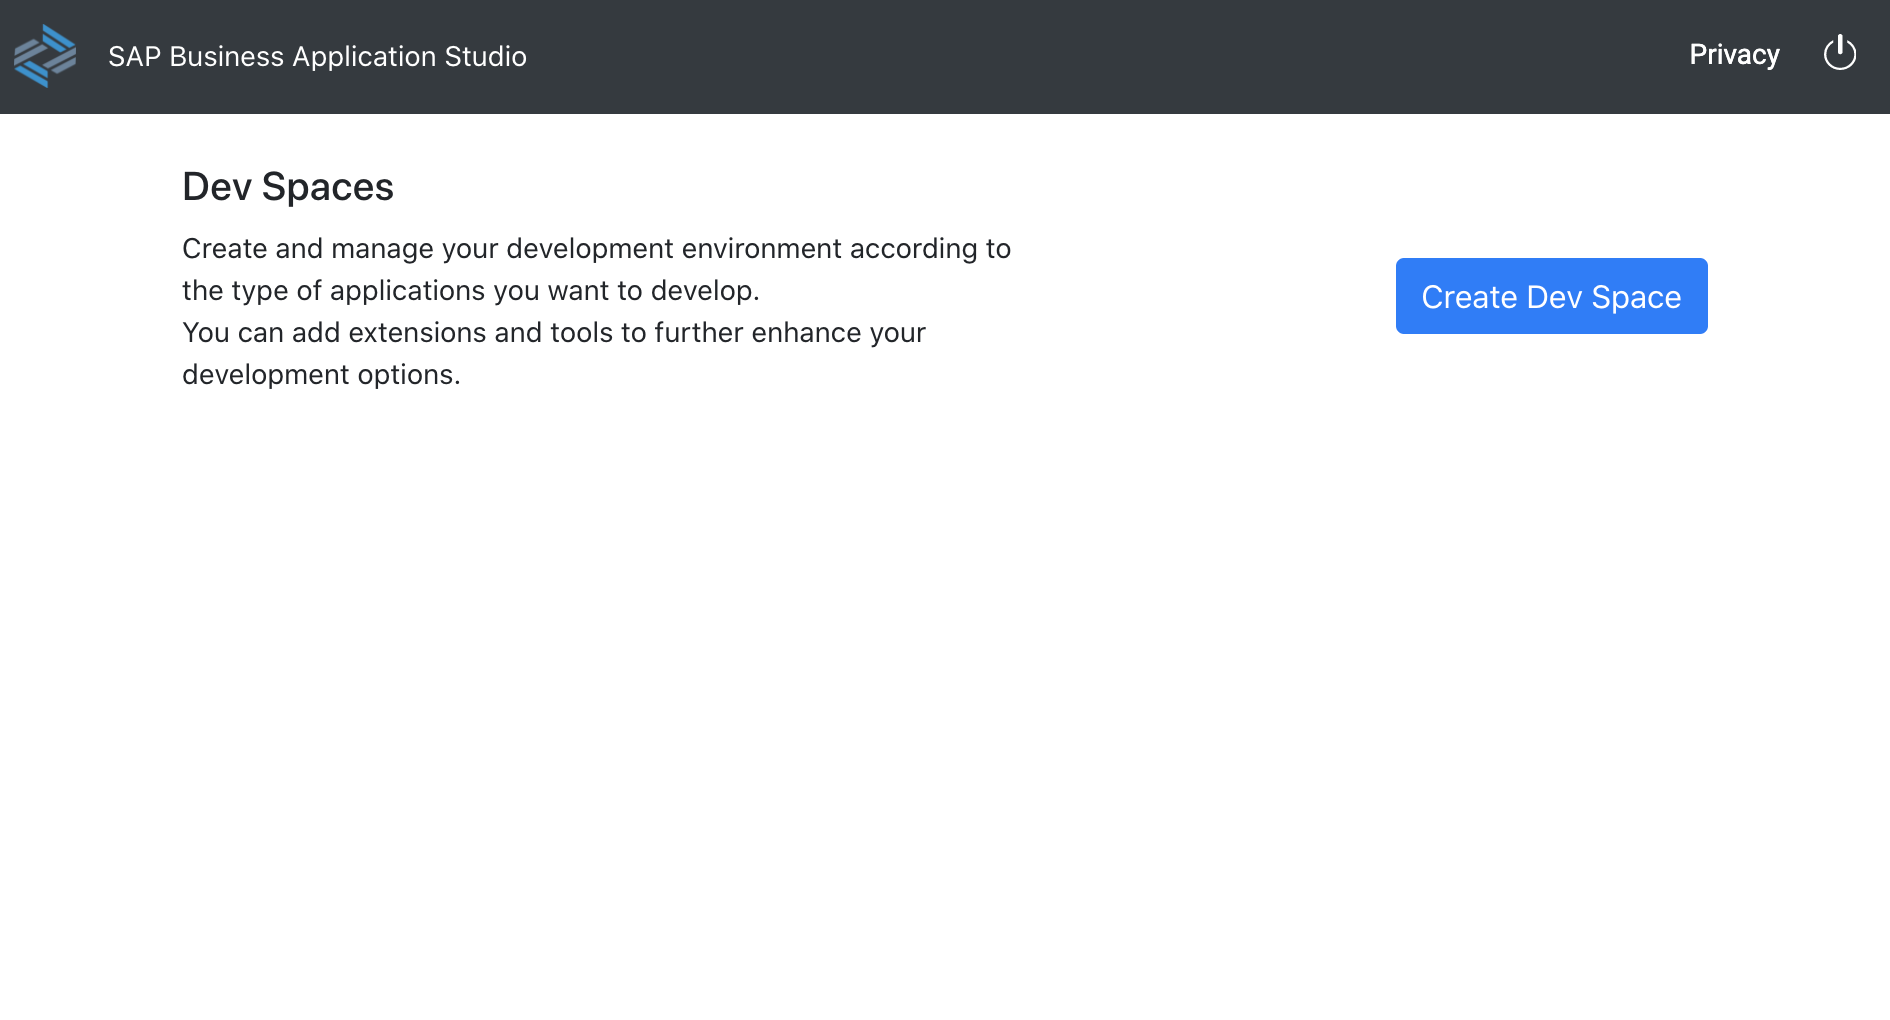 SAP Business Application Studio
Privacy
Dev Spaces
Create and manage your development environment according to
the type of applications you want to develop.
You can add extensions and tools to further enhance your
development options.
Create Dev Space